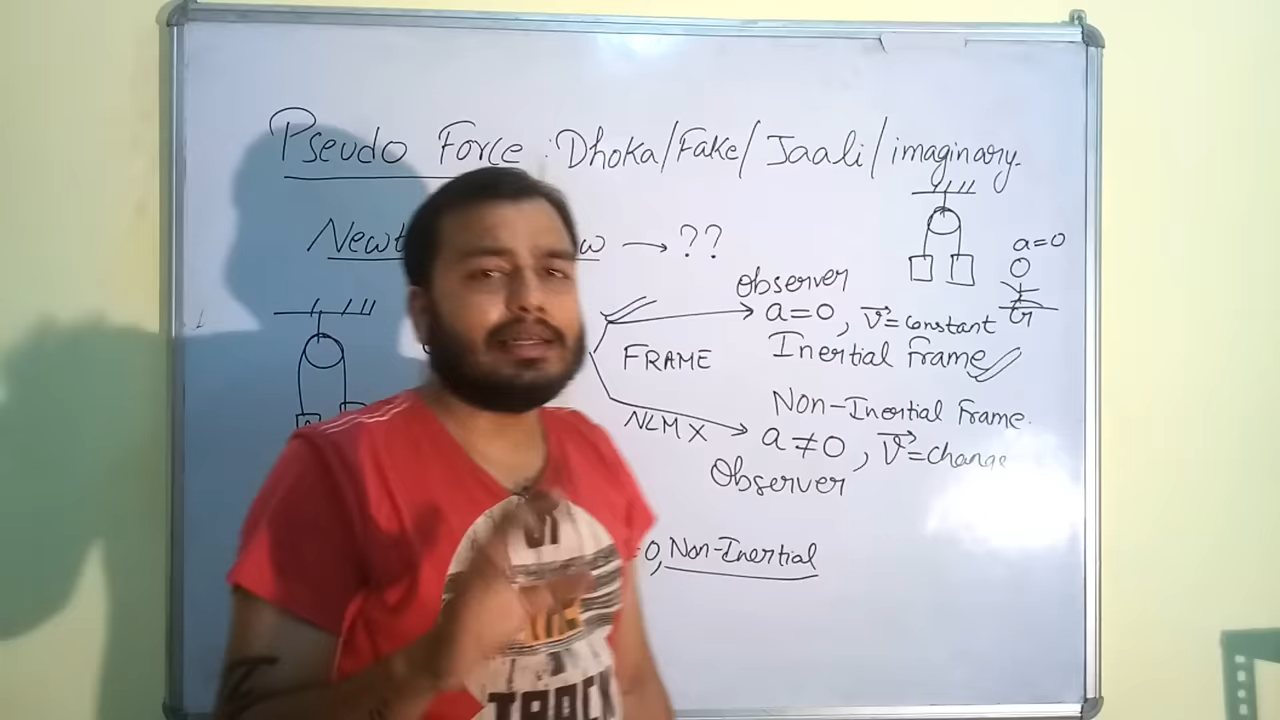 Pseudo Force : Dhoka/Fake/Jaali/imaginary.
→ ??
a=0
Observer
a=0, v⃗=constant
Inertial Frame
FRAME
Non-Inertial Frame.
NLM X
a≠0, v⃗=change
Observer
=0, Non-Inertial
TRACK